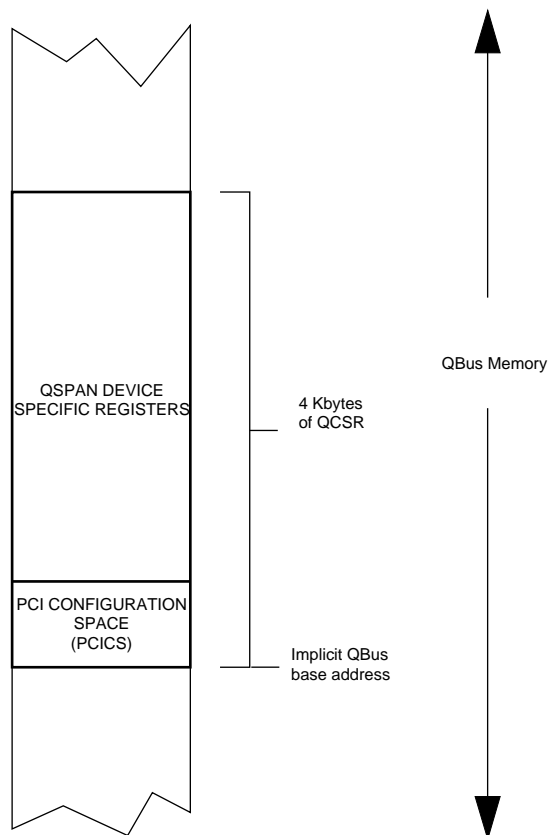 QBus Memory
QSPAN DEVICE
SPECIFIC REGISTERS
4 Kbytes
of QCSR
PCI CONFIGURATION
SPACE
(PCICS)
Implicit QBus
base address